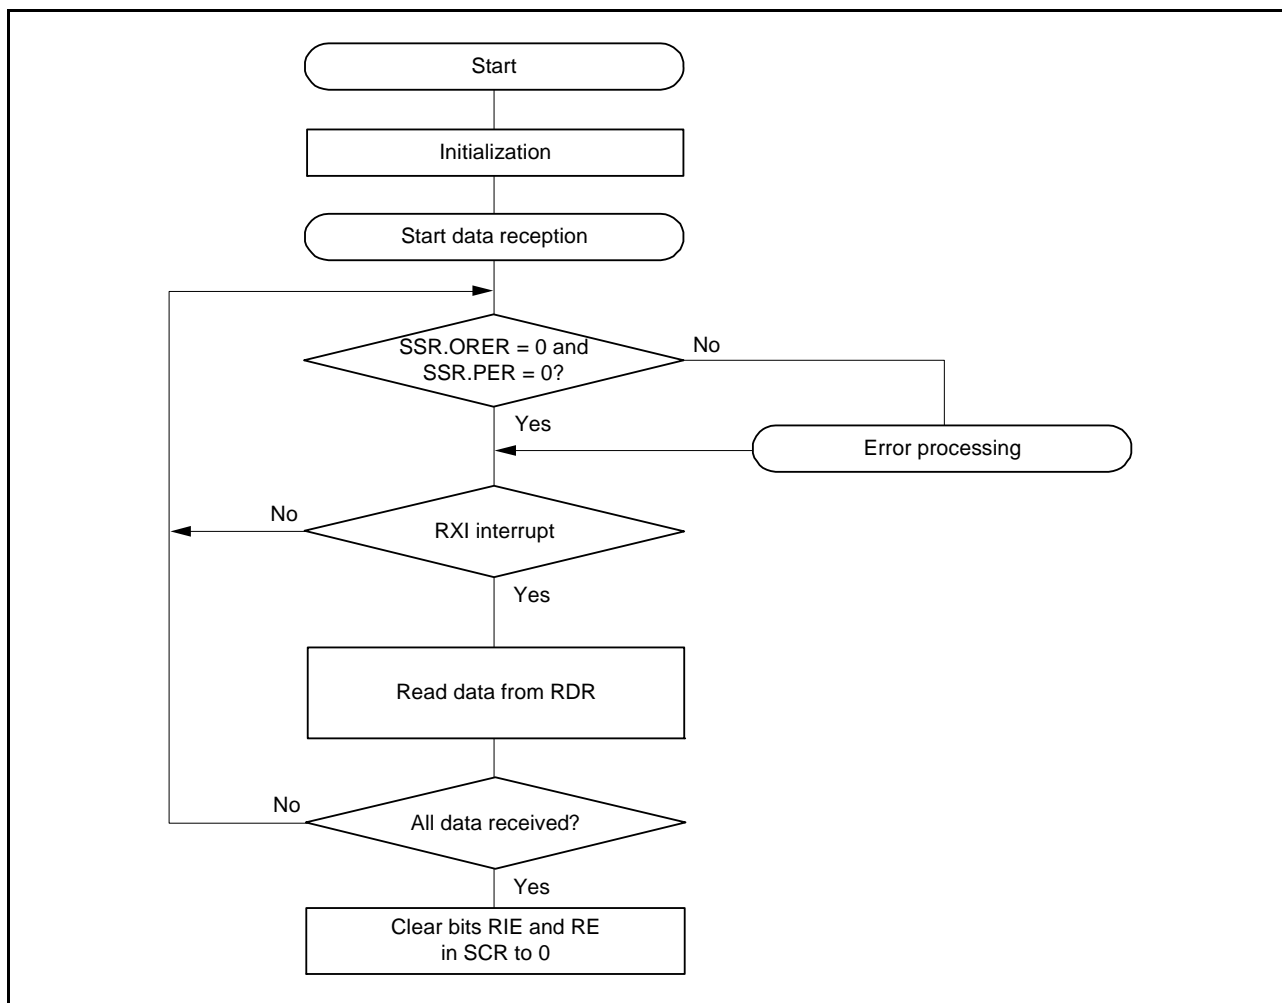 Start
Initialization
Start data reception
SSR.ORER = 0 and
SSR.PER = 0?
No
Yes
Error processing
No
RXI interrupt
Yes
Read data from RDR
No
All data received?
Yes
Clear bits RIE and RE
in SCR to 0